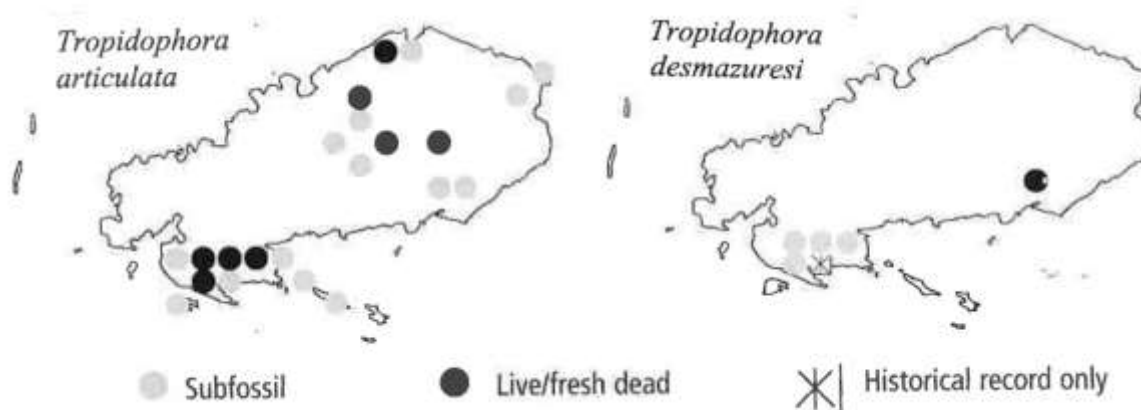 Tropidophora
articulata
Tropidophora
desmazuresi
Subfossil
Live/fresh dead
Historical record only